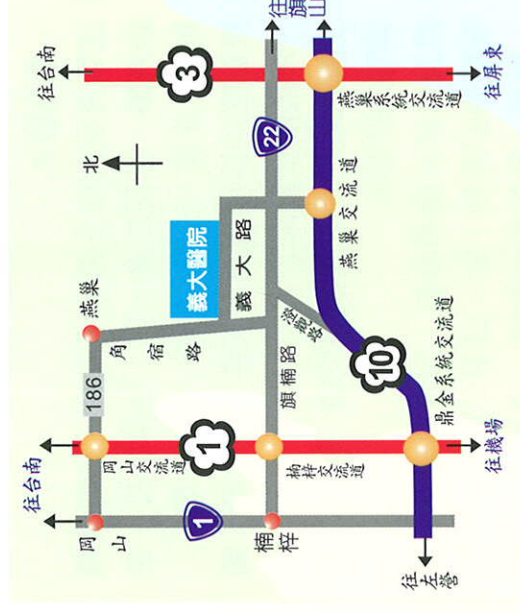 往旗山
往台南
3
往屏東
燕巢系統交流道
22
北
義大醫院
義大路
燕巢交流道
燕巢
角宿路
186
旗楠路
10
鼎金系統交流道
往台南
岡山交流道
1
楠梓交流道
往機場
岡山
1
楠梓
往左營